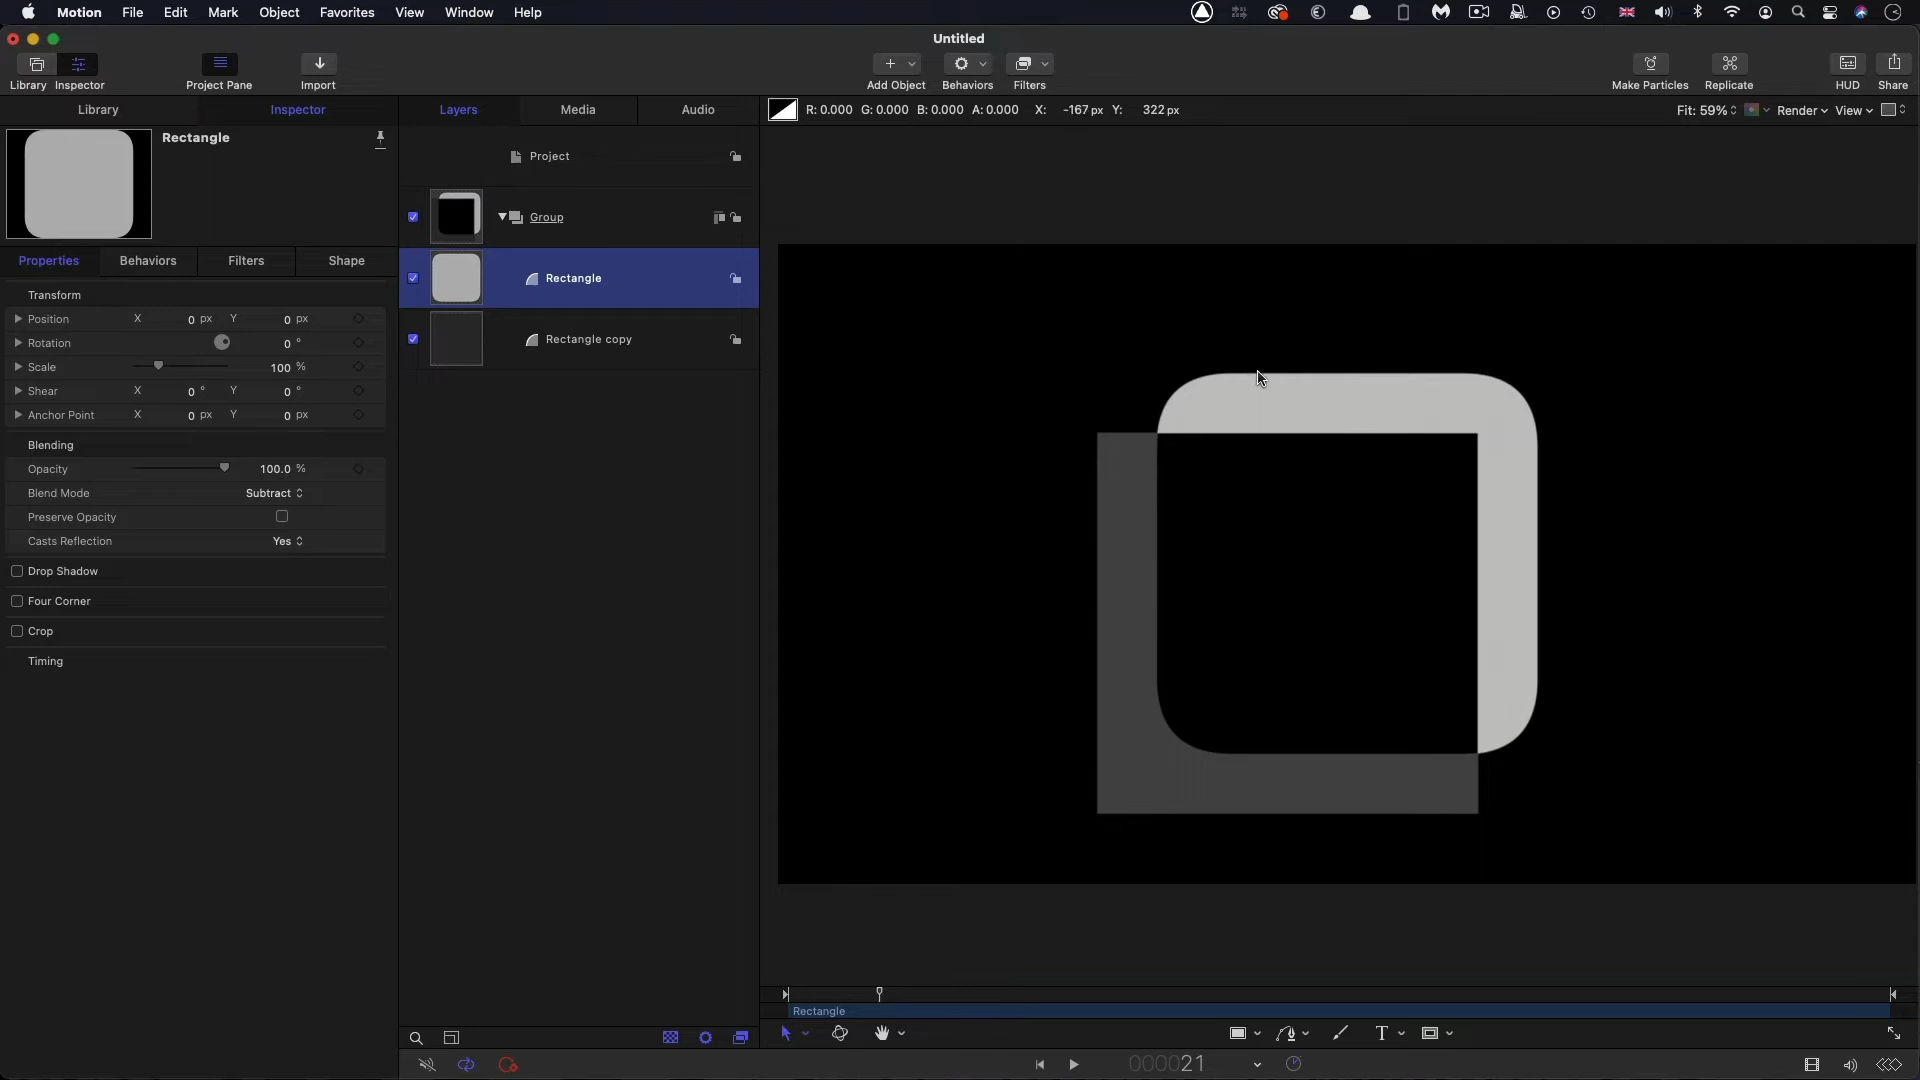 Motion File Edit Mark Object Favorites View Window Help
Untitled
Library Inspector Project Pane Import Add Object Behaviors Filters Make Particles Replicate HUD Share
Library Inspector Layers Media Audio R: 0.000 G: 0.000 B: 0.000 A: 0.000 X: -167 px Y: 322 px Fit: 59% Render View
Rectangle
Project
Group
Properties Behaviors Filters Shape
Rectangle
Transform
Position X 0 px Y 0 px
Rotation 0 °
Rectangle copy
Scale 100 %
Shear X 0 ° Y 0 °
Anchor Point X 0 px Y 0 px
Blending
Opacity 100.0 %
Blend Mode Subtract
Preserve Opacity
Casts Reflection Yes
Drop Shadow
Four Corner
Crop
Timing
Rectangle
T
000021